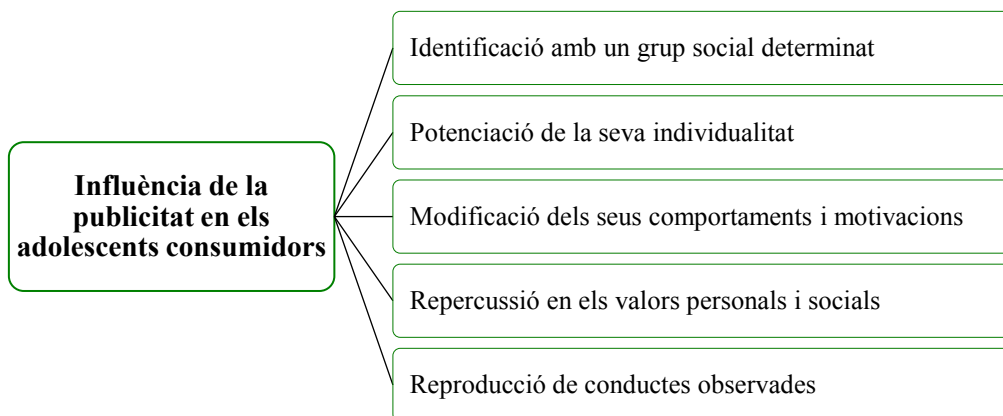 Influència de la
publicitat en els
adolescents consumidors
Identificació amb un grup social determinat
Potenciació de la seva individualitat
Modificació dels seus comportaments i motivacions
Repercussió en els valors personals i socials
Reproducció de conductes observades